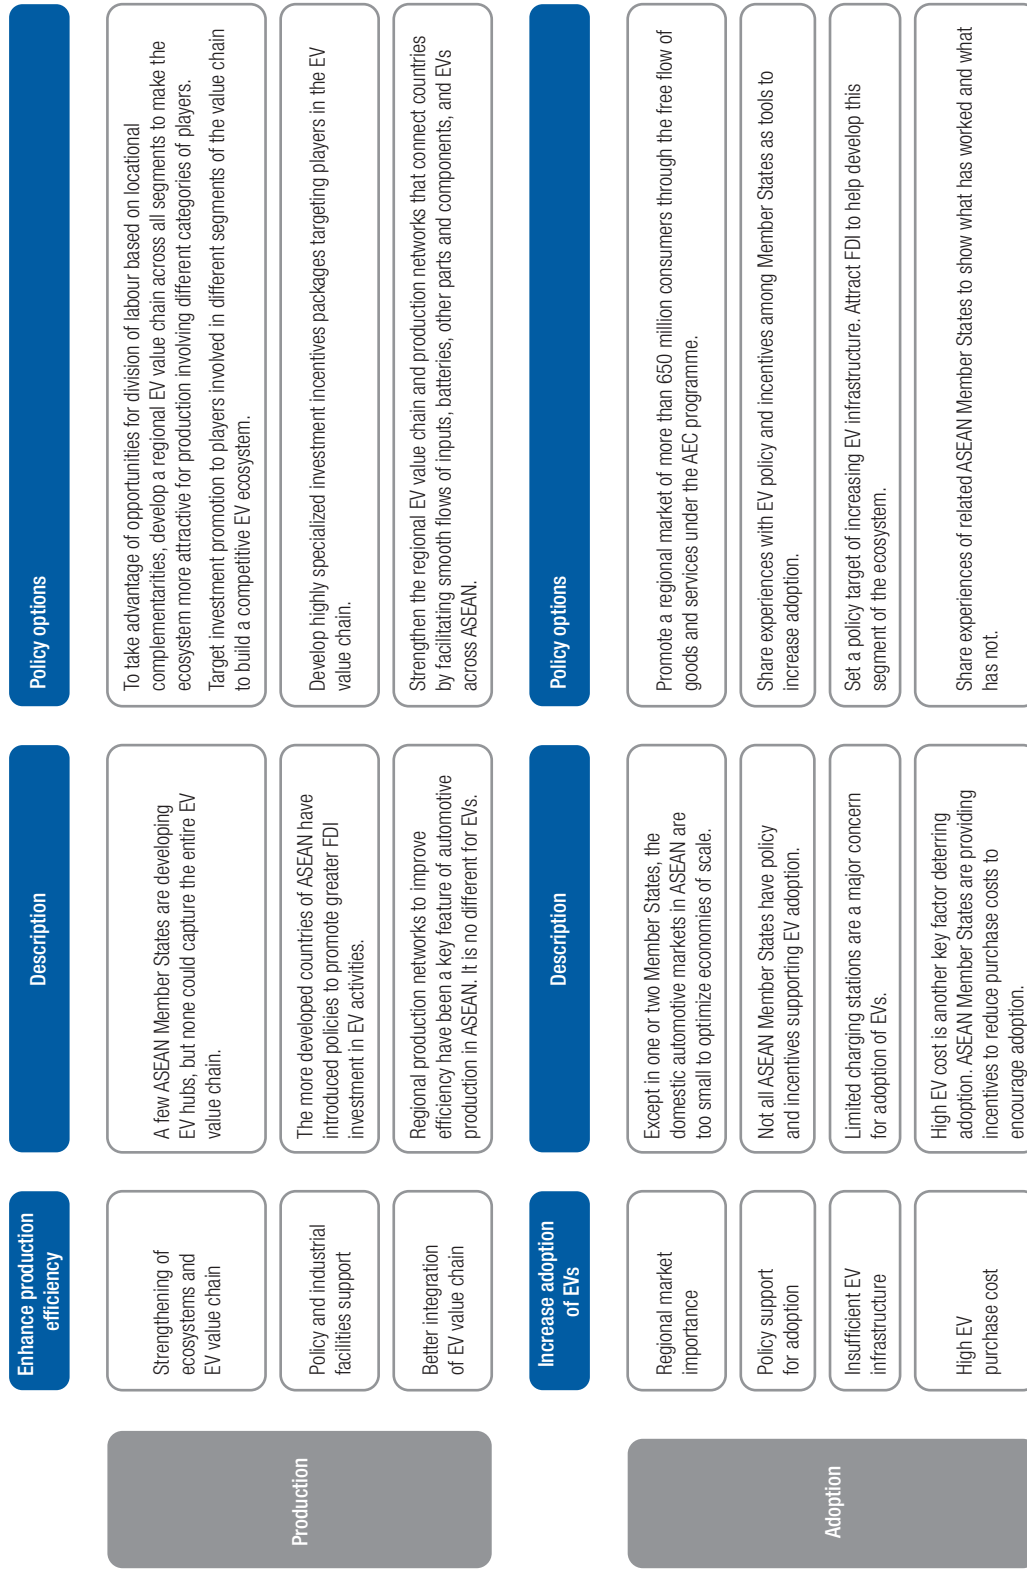 Enhance production
efficiency
Description
Policy options
Production
Strengthening of
ecosystems and
EV value chain
A few ASEAN Member States are developing
EV hubs, but none could capture the entire EV
value chain.
To take advantage of opportunities for division of labour based on locational
complementarities, develop a regional EV value chain across all segments to make the
ecosystem more attractive for production involving different categories of players.
Target investment promotion to players involved in different segments of the value chain
to build a competitive EV ecosystem.
Policy and industrial
facilities support
The more developed countries of ASEAN have
introduced policies to promote greater FDI
investment in EV activities.
Develop highly specialized investment incentives packages targeting players in the EV
value chain.
Better integration
of EV value chain
Regional production networks to improve
efficiency have been a key feature of automotive
production in ASEAN. It is no different for EVs.
Strengthen the regional EV value chain and production networks that connect countries
by facilitating smooth flows of inputs, batteries, other parts and components, and EVs
across ASEAN.
Increase adoption
of EVs
Description
Policy options
Adoption
Regional market
importance
Except in one or two Member States, the
domestic automotive markets in ASEAN are
too small to optimize economies of scale.
Promote a regional market of more than 650 million consumers through the free flow of
goods and services under the AEC programme.
Policy support
for adoption
Not all ASEAN Member States have policy
and incentives supporting EV adoption.
Share experiences with EV policy and incentives among Member States as tools to
increase adoption.
Insufficient EV
infrastructure
Limited charging stations are a major concern
for adoption of EVs.
Set a policy target of increasing EV infrastructure. Attract FDI to help develop this
segment of the ecosystem.
High EV
purchase cost
High EV cost is another key factor deterring
adoption. ASEAN Member States are providing
incentives to reduce purchase costs to
encourage adoption.
Share experiences of related ASEAN Member States to show what has worked and what
has not.